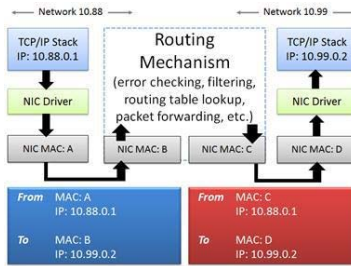 Network 10.88
Network 10.99
TCP/IP Stack
IP: 10.88.0.1
Routing
Mechanism
(error checking, filtering,
routing table lookup,
packet forwarding, etc.)
TCP/IP Stack
IP: 10.99.0.2
NIC Driver
NIC Driver
NIC MAC: A
NIC MAC: B
NIC MAC: C
NIC MAC: D
From MAC: A
IP: 10.88.0.1
To MAC: B
IP: 10.99.0.2
From MAC: C
IP: 10.88.0.1
To MAC: D
IP: 10.99.0.2